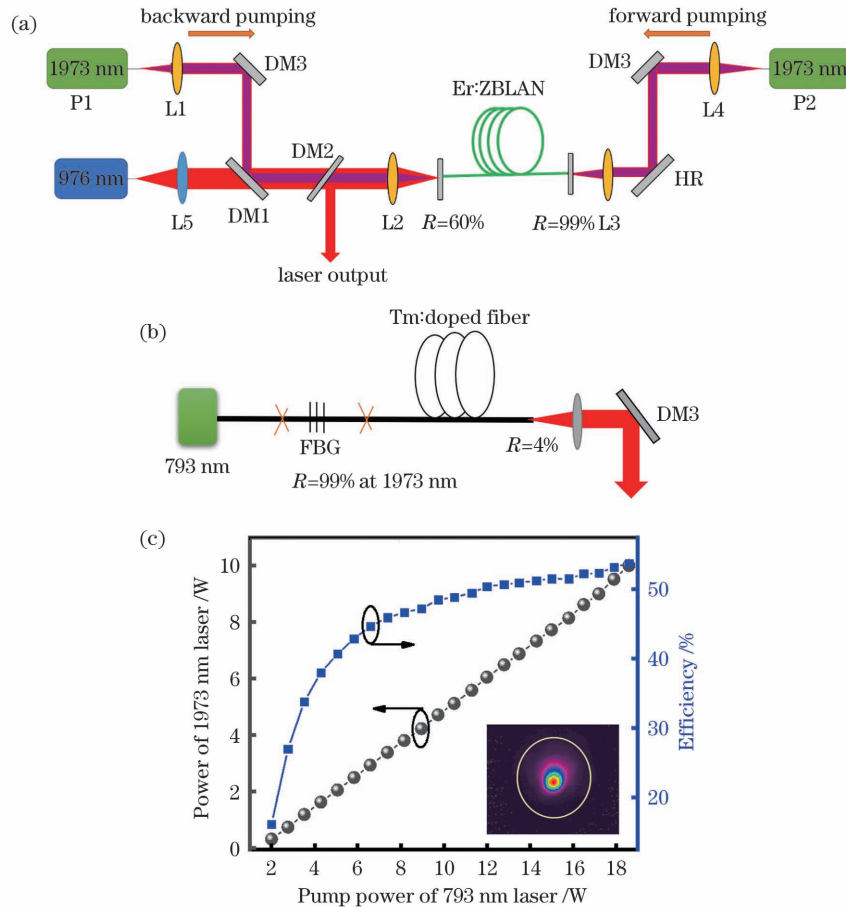 (a)
backward pumping
forward pumping
1973 nm
P1
L1
DM3
Er:ZBLAN
DM3
L4
1973 nm
P2
976 nm
L5
DM1
DM2
L2
R=60%
R=99%
L3
HR
laser output
(b)
Tm:doped fiber
793 nm
FBG
R=99% at 1973 nm
R=4%
DM3
(c)
Power of 1973 nm laser /W
10
8
6
4
2
0
50
40
30
20
Efficiency /%
2 4 6 8 10 12 14 16 18
Pump power of 793 nm laser /W